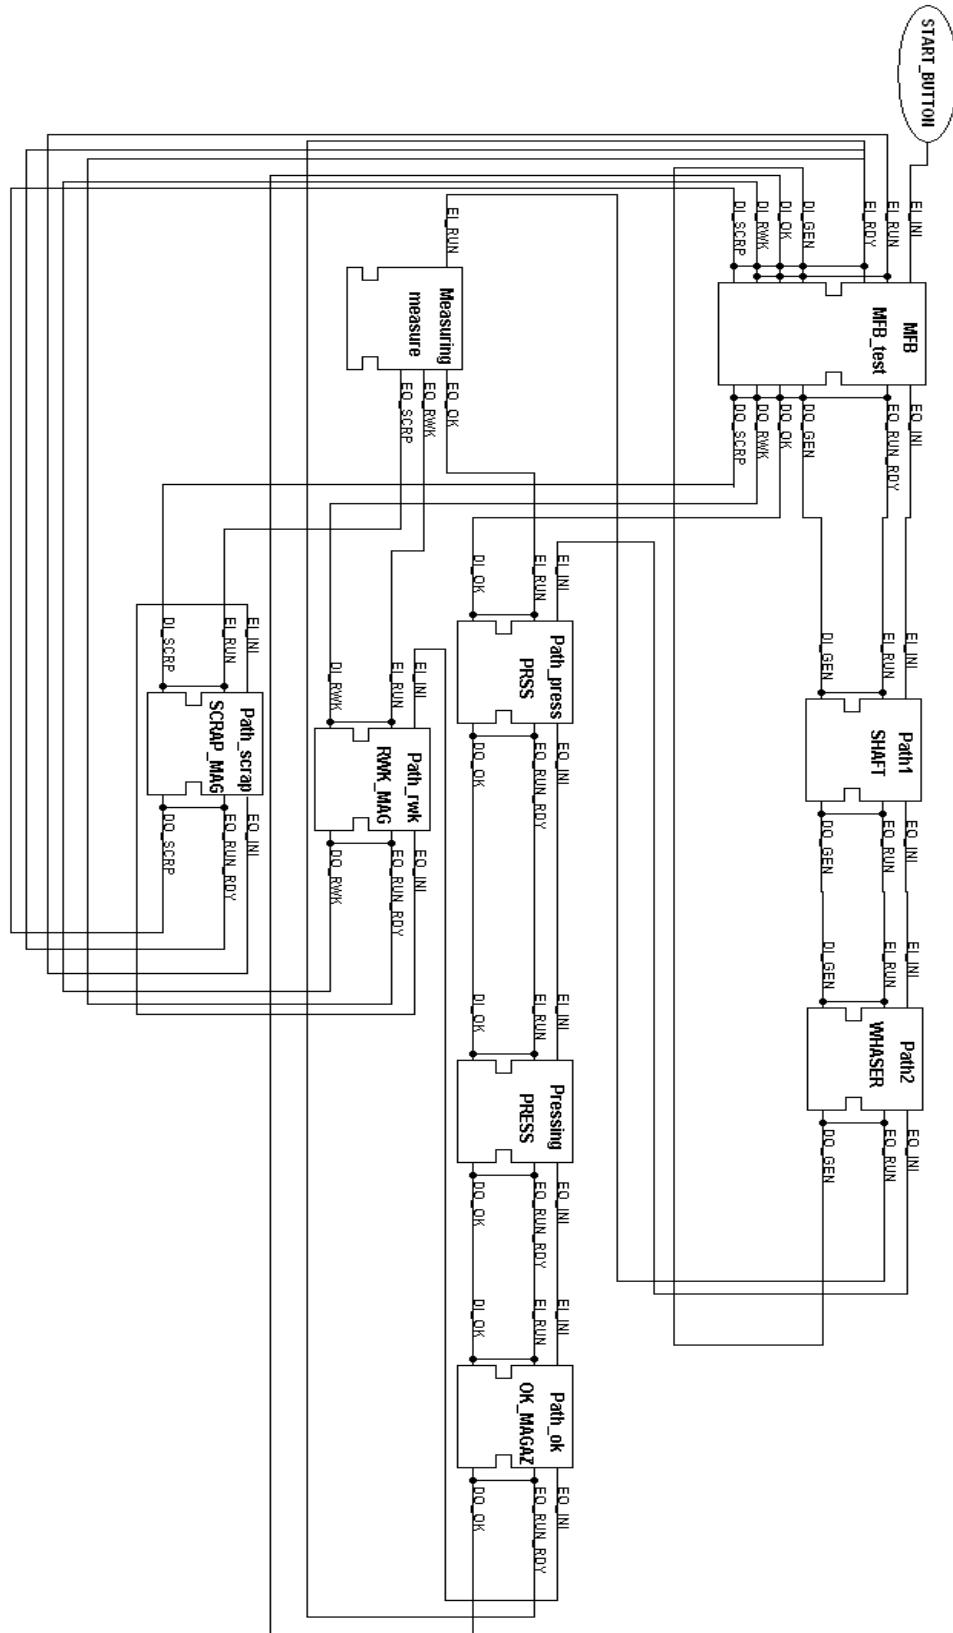 START_BUTTON
EI_INI
EI_RUN
EI_RDY
DI_GEN
DI_OK
DI_RWK
DI_SCRP
MFB
MFB_test
EO_INI
EO_RUN_RDY
DO_GEN
DO_OK
DO_RWK
DO_SCRP
EI_INI
EI_RUN
DI_GEN
Path1
SHAFT
EO_INI
EO_RUN
DO_GEN
EI_INI
EI_RUN
DI_GEN
Path2
WHASER
EO_INI
EO_RUN
DO_GEN
EI_RUN
Measuring
measure
EO_OK
EO_RWK
EO_SCRP
EI_INI
EI_RUN
DI_OK
Path_press
PRSS
EO_INI
EO_RUN_RDY
DO_OK
EI_INI
EI_RUN
DI_OK
Pressing
PRESS
EO_INI
EO_RUN_RDY
DO_OK
EI_INI
EI_RUN
DI_OK
Path_ok
OK_MAGAZ
EO_INI
EO_RUN_RDY
DO_OK
EI_INI
EI_RUN
DI_RWK
Path_rwk
RWK_MAG
EO_INI
EO_RUN_RDY
DO_RWK
EI_INI
EI_RUN
DI_SCRP
Path_scrap
SCRAP_MAG
EO_INI
EO_RUN_RDY
DO_SCRP